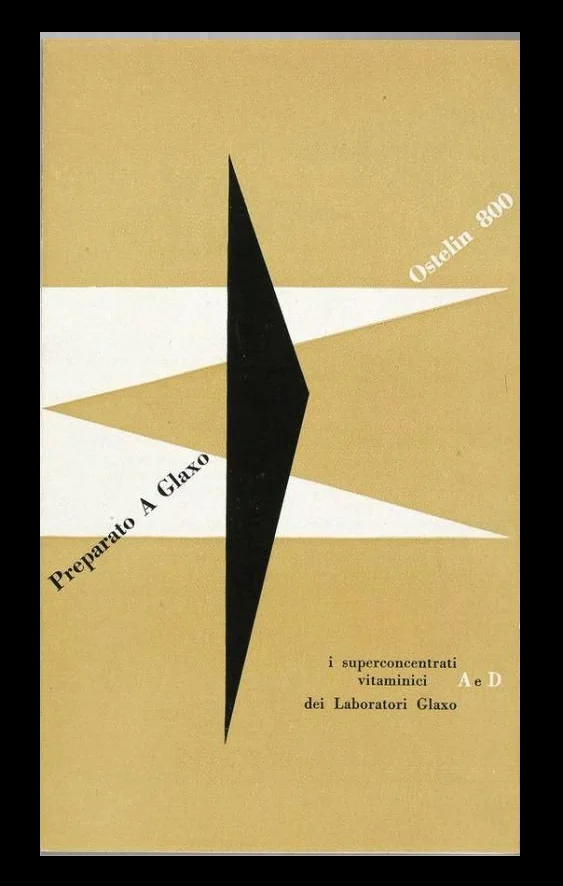 Ostelin 800
Preparato A Glaxo
i superconcentrati
vitaminici A e D
dei Laboratori Glaxo